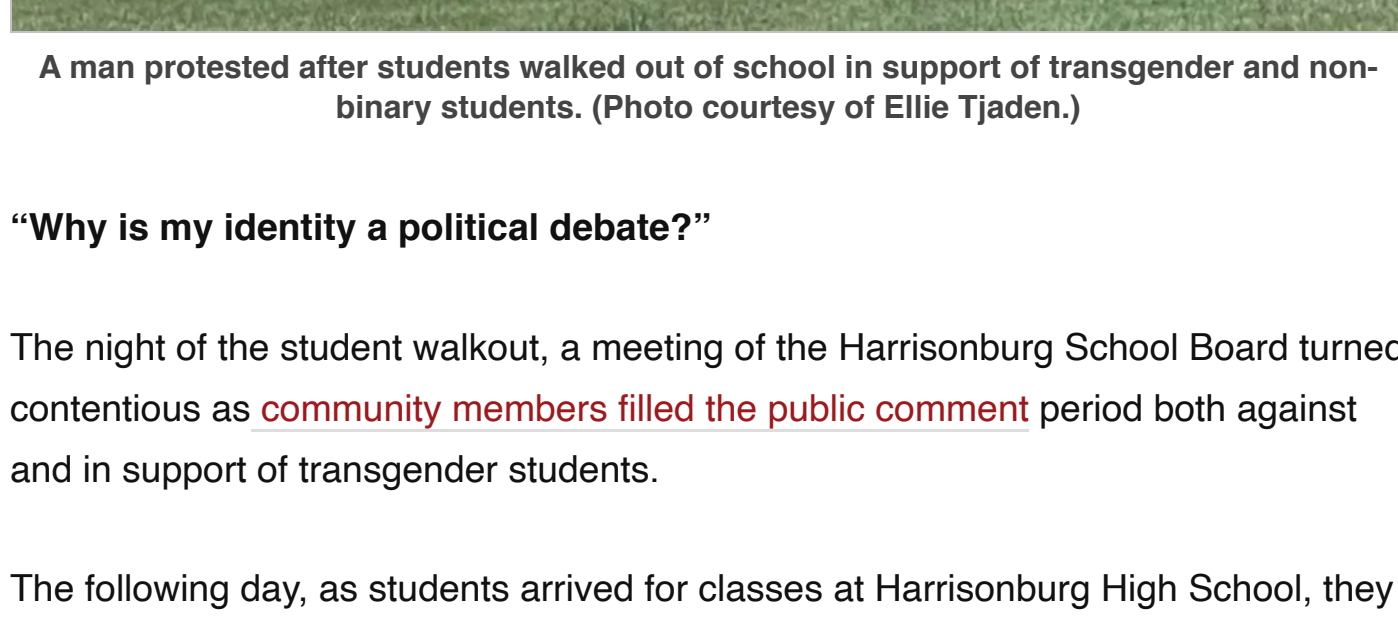 A man protested after students walked out of school in support of transgender and non-
binary students. (Photo courtesy of Ellie Tjaden.)
“Why is my identity a political debate?”
The night of the student walkout, a meeting of the Harrisonburg School Board turned
contentious as community members filled the public comment period both against
and in support of transgender students.
The following day, as students arrived for classes at Harrisonburg High School, they